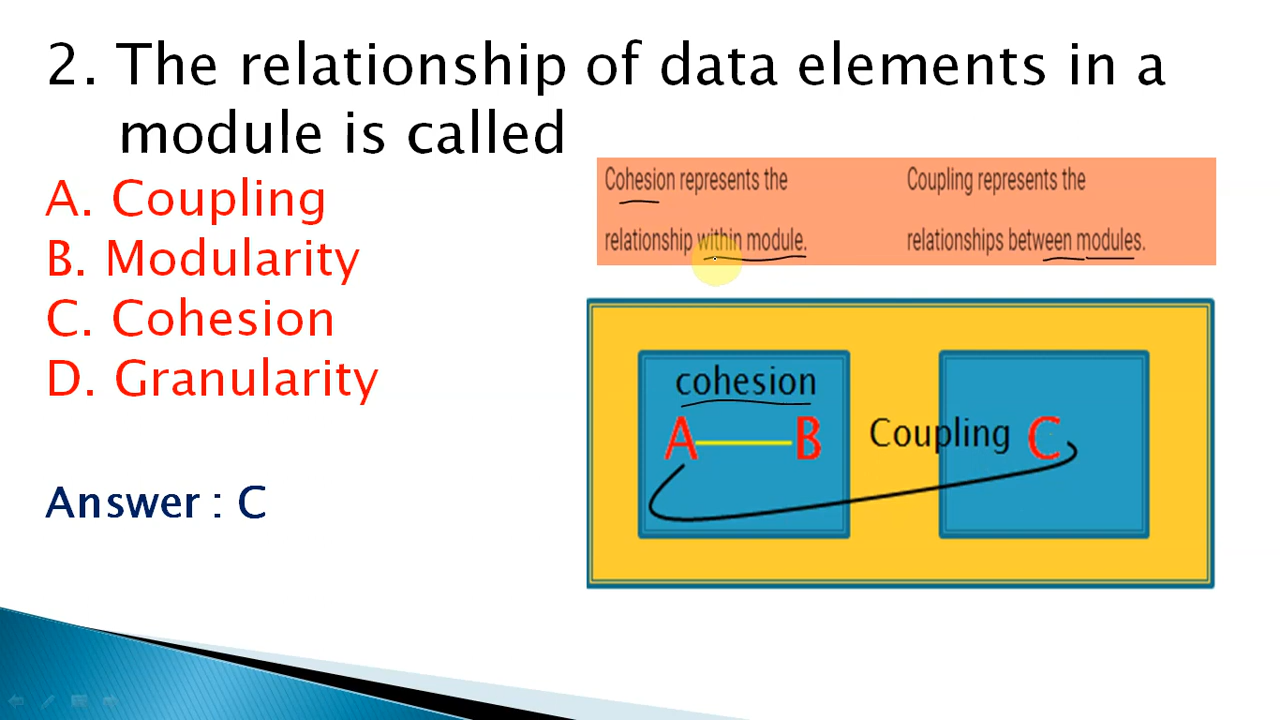 2. The relationship of data elements in a
module is called
A. Coupling
B. Modularity
C. Cohesion
D. Granularity
Answer : C
Cohesion represents the
relationship within module.
Coupling represents the
relationships between modules.
cohesion
A B
Coupling C